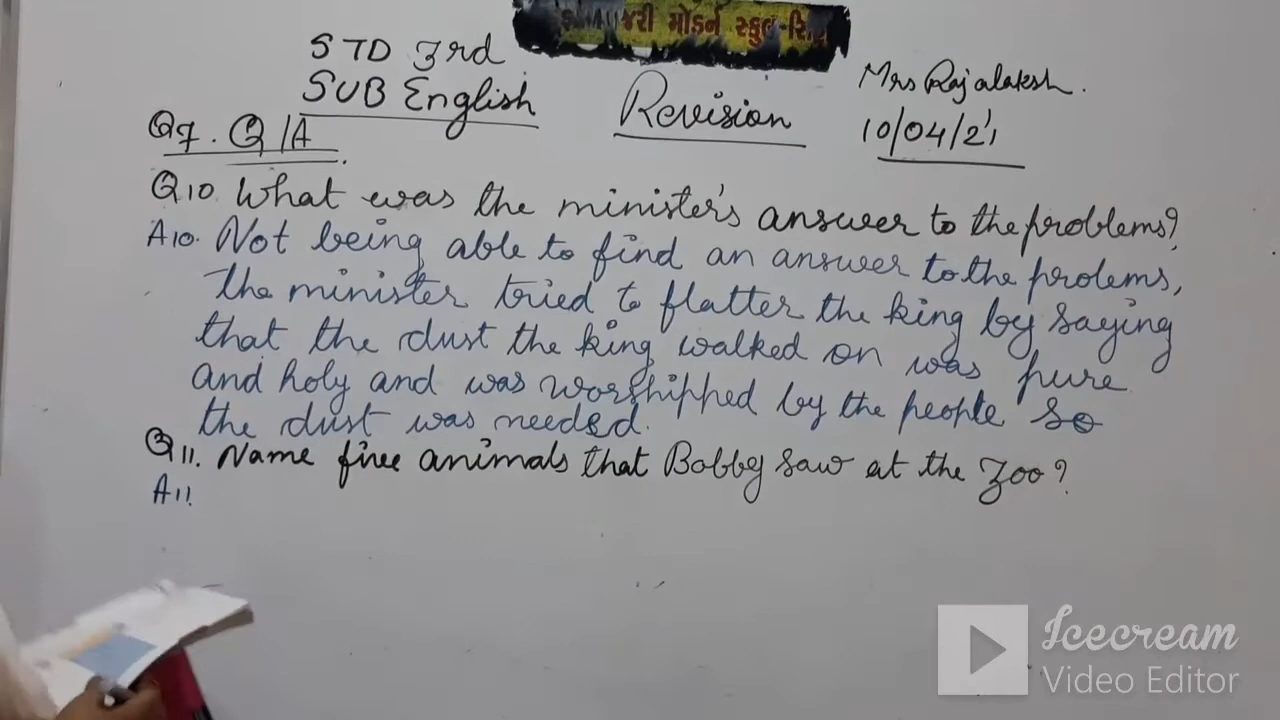 જરી મોડર્ન સ્કુલ
STD 3rd
SUB English
Revision
Mrs Rajalaksh.
10/04/21
Q7. Q/A
Q10. What was the minister's answer to the problems?
A10. Not being able to find an answer to the prolems,
the minister tried to flatter the king by saying
that the dust the king walked on was pure
and holy and was worshipped by the people so
the dust was needed.
Q11. Name five animals that Bobby saw at the Zoo?
A11.
Icecream
Video Editor